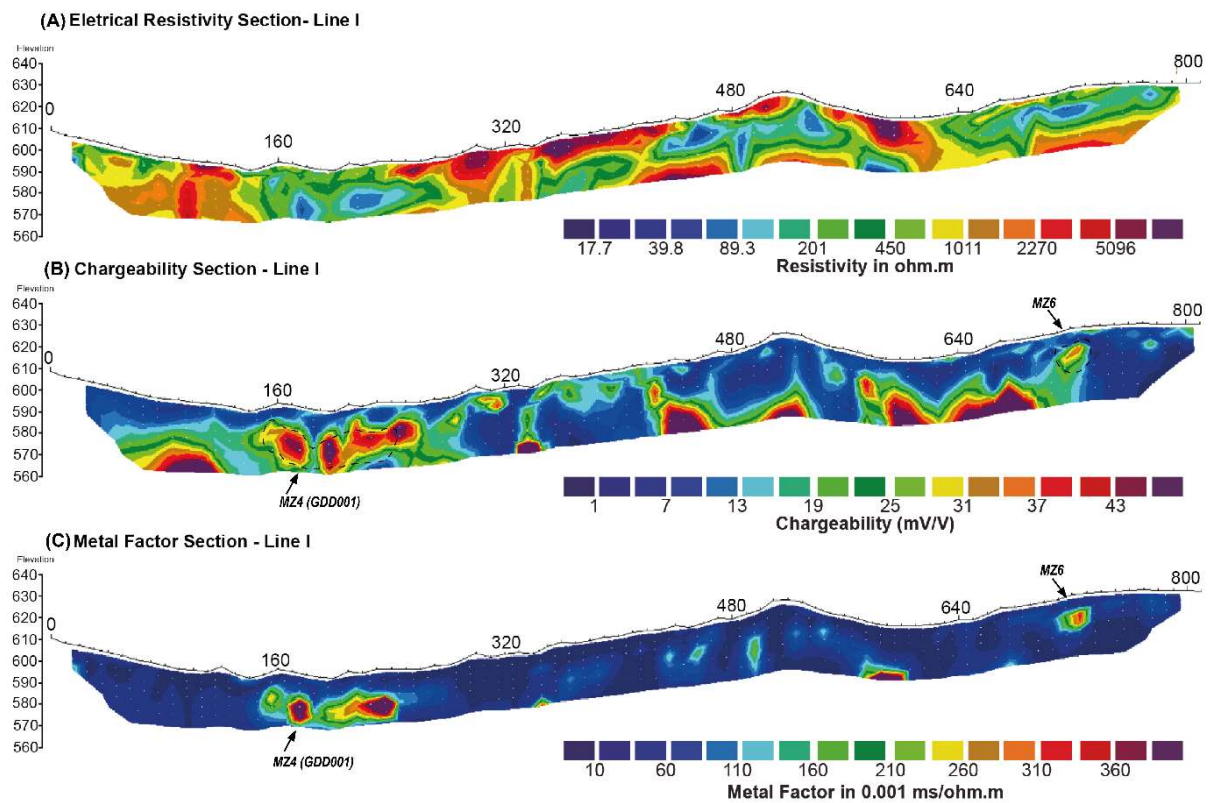 (A) Eletrical Resistivity Section- Line I
Elevation
640
630
620
610
600
590
580
570
560
0
160
320
480
640
800
17.7 39.8 89.3 201 450 1011 2270 5096
Resistivity in ohm.m
(B) Chargeability Section - Line I
Elevation
640
630
620
610
600
590
580
570
560
0
160
320
480
640
800
MZ6
MZ4 (GDD001)
1 7 13 19 25 31 37 43
Chargeability (mV/V)
(C) Metal Factor Section - Line I
Elevation
640
630
620
610
600
590
580
570
560
0
160
320
480
640
800
MZ6
MZ4 (GDD001)
10 60 110 160 210 260 310 360
Metal Factor in 0.001 ms/ohm.m